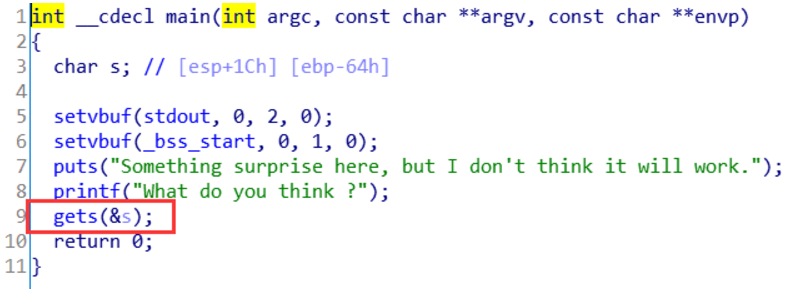 1 int __cdecl main(int argc, const char **argv, const char **envp)
2 {
3 char s; // [esp+1Ch] [ebp-64h]
4
5 setvbuf(stdout, 0, 2, 0);
6 setvbuf(_bss_start, 0, 1, 0);
7 puts("Something surprise here, but I don't think it will work.");
8 printf("What do you think ?");
9 gets(&s);
10 return 0;
11 }